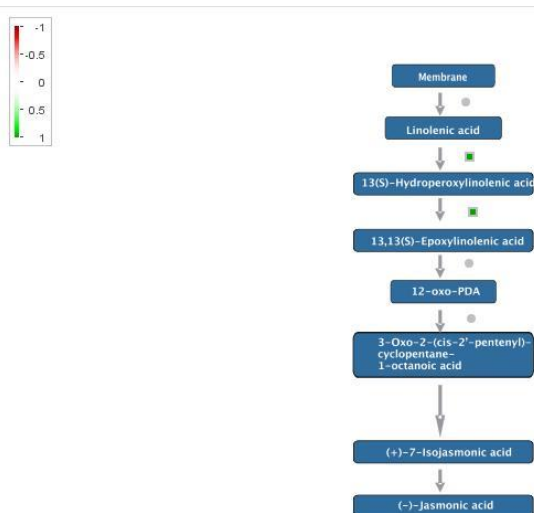 -1
-0.5
0
0.5
1
Membrane
Linolenic acid
13(S)-Hydroperoxylinolenic acid
13,13(S)-Epoxylinolenic acid
12-oxo-PDA
3-Oxo-2-(cis-2'-pentenyl)-
cyclopentane-
1-octanoic acid
(+)-7-Isojasmonic acid
(-)-Jasmonic acid